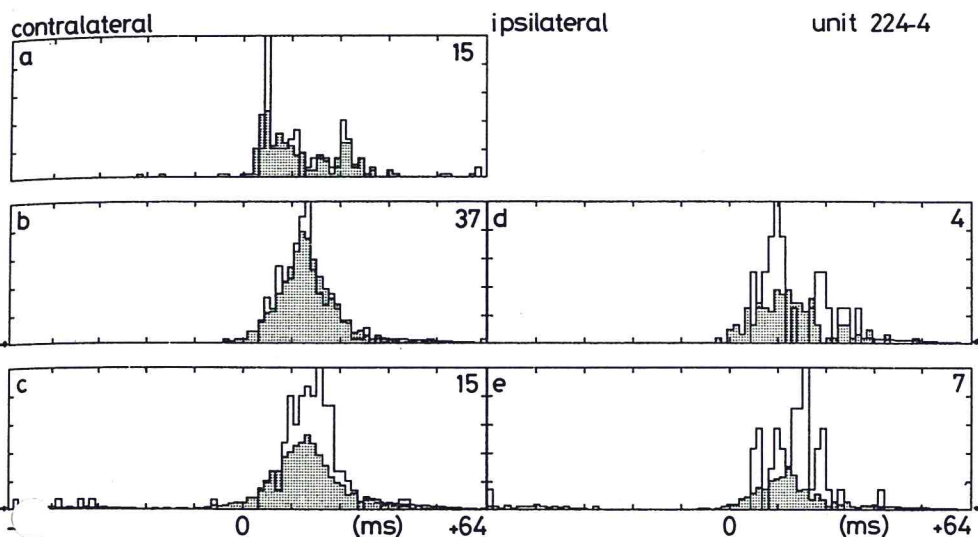 contralateral ipsilateral unit 224-4
a 15
b 37 d 4
c 15 e 7
- 0 (ms) +64 0 (ms) +64